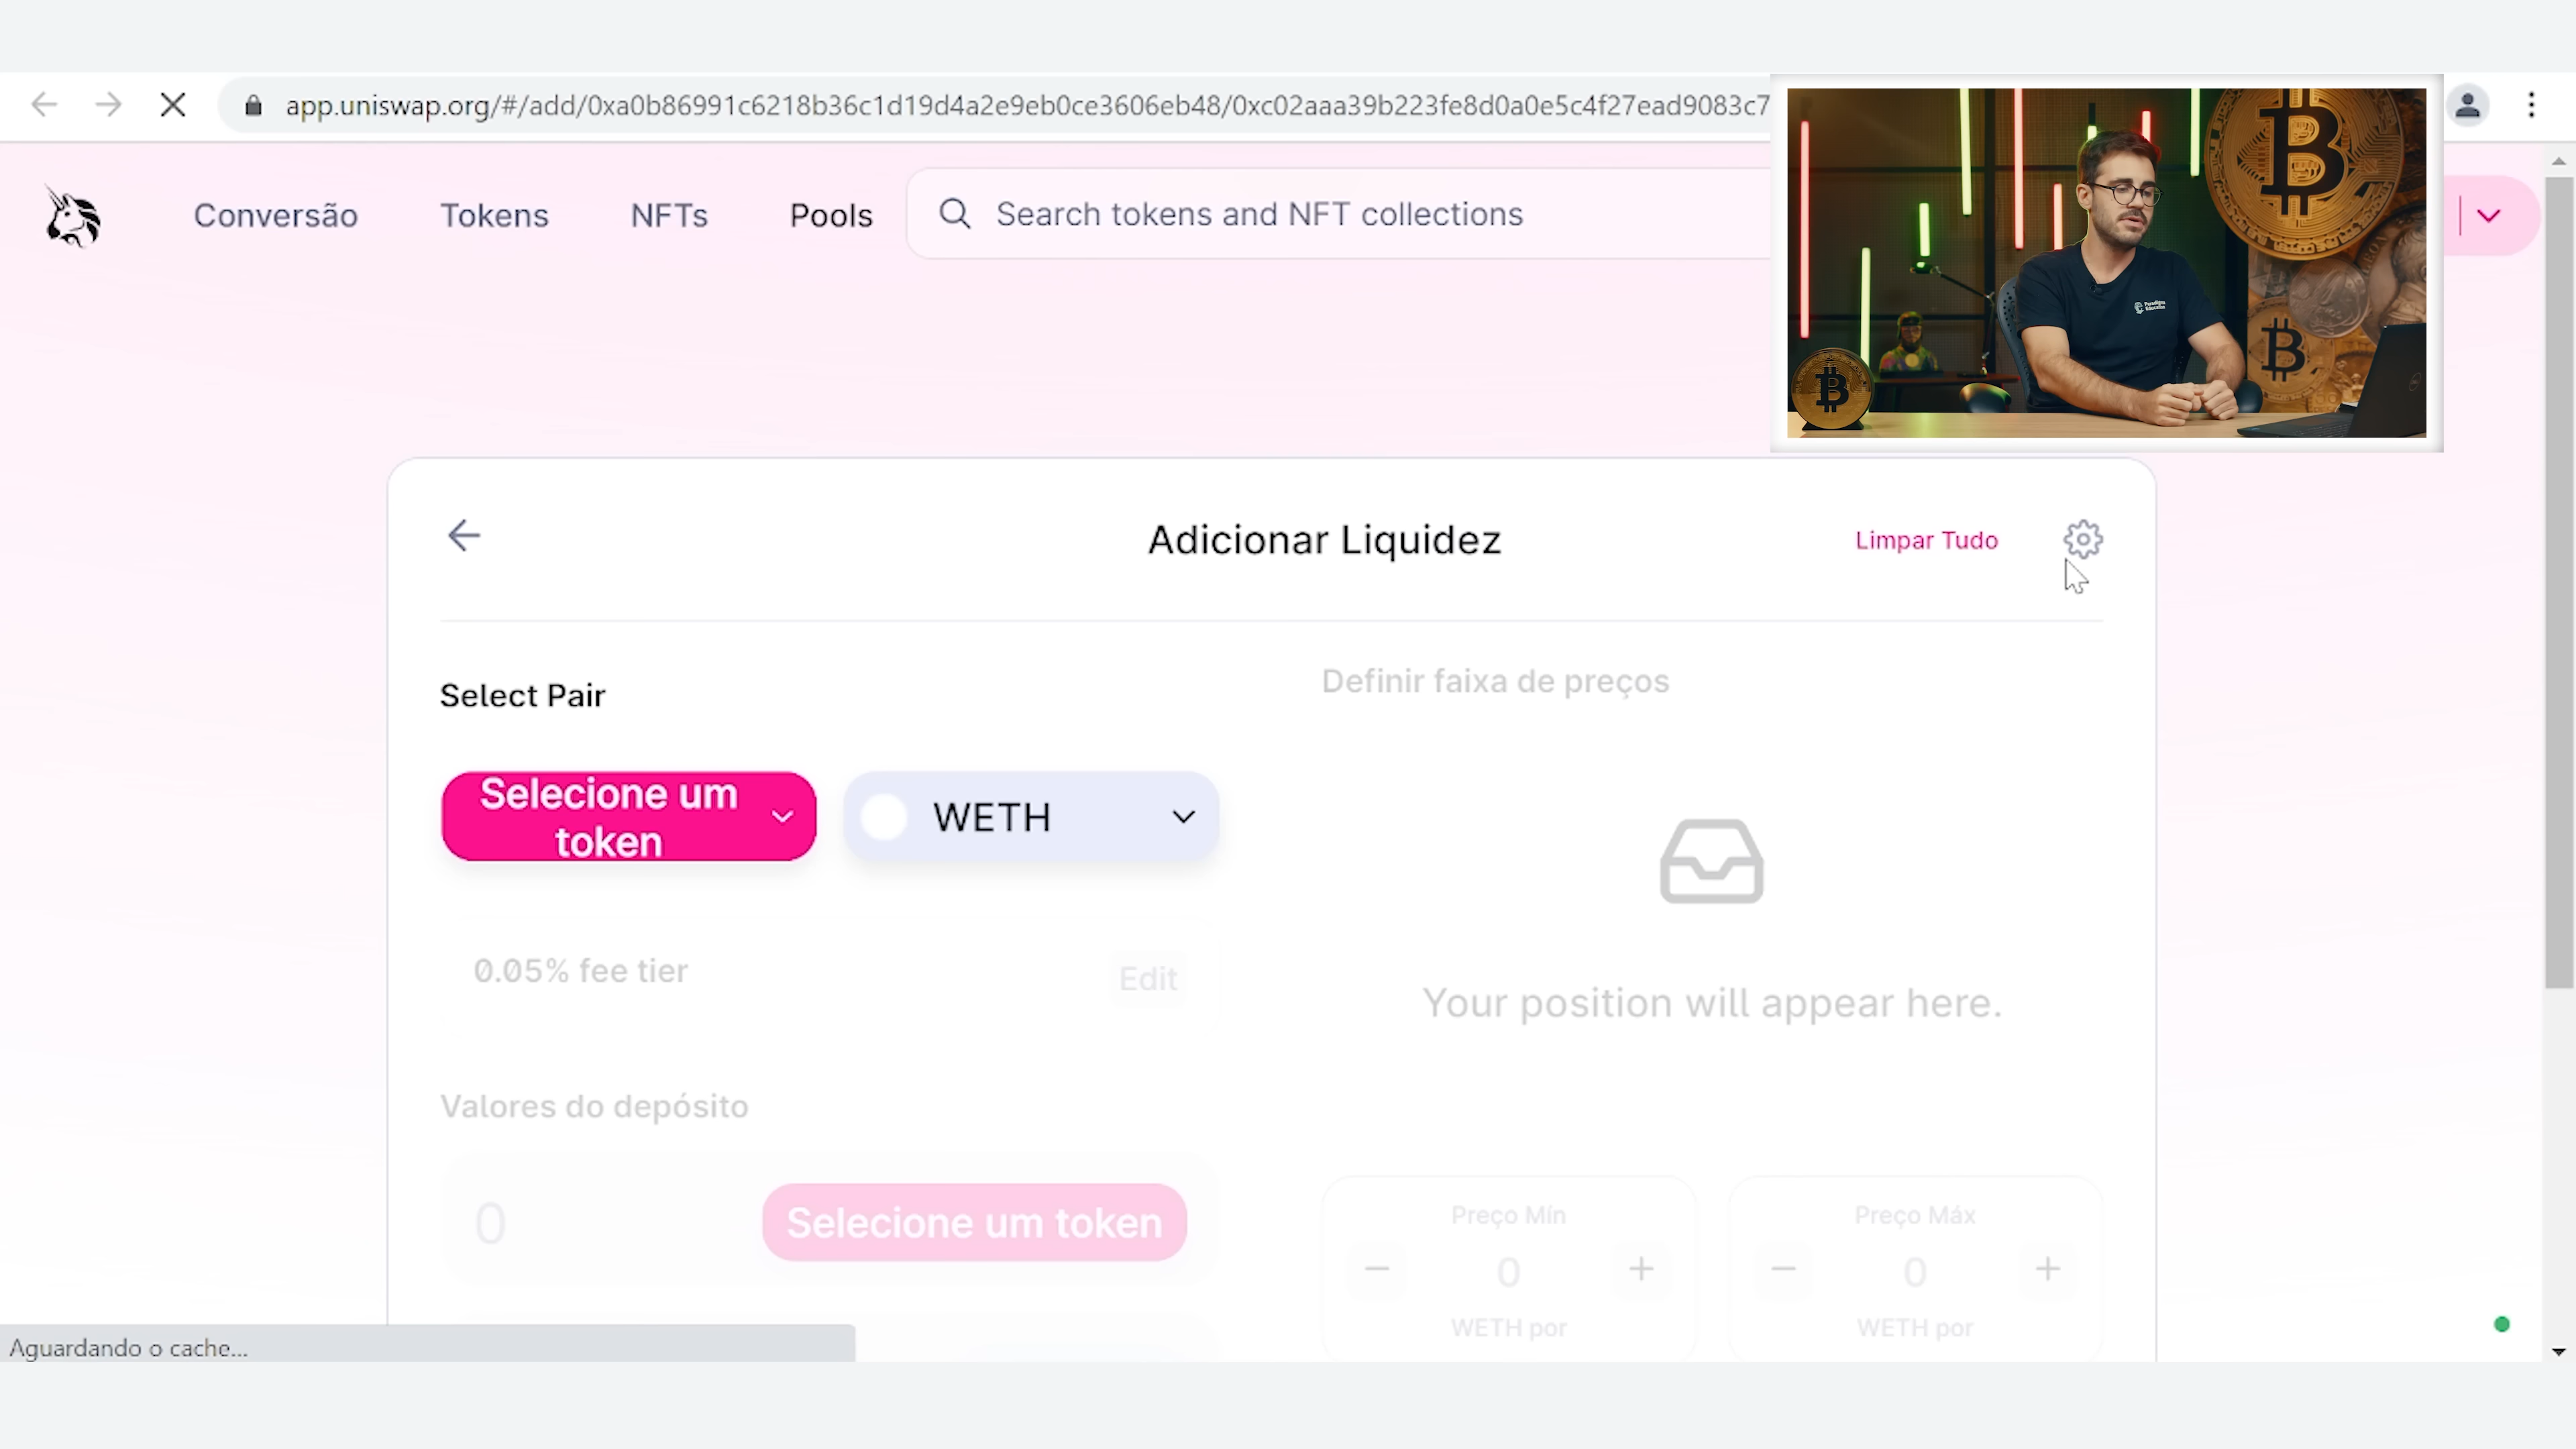 app.uniswap.org/#/add/0xa0b86991c6218b36c1d19d4a2e9eb0ce3606eb48/0xc02aaa39b223fe8d0a0e5c4f27ead9083c7
Conversão
Tokens
NFTs
Pools
Search tokens and NFT collections
Paradigma
Educação
Adicionar Liquidez
Limpar Tudo
Select Pair
Definir faixa de preços
Selecione um
token
WETH
0.05% fee tier
Edit
Your position will appear here.
Valores do depósito
0
Selecione um token
Preço Mín
0
WETH por
Preço Máx
0
WETH por
Aguardando o cache...